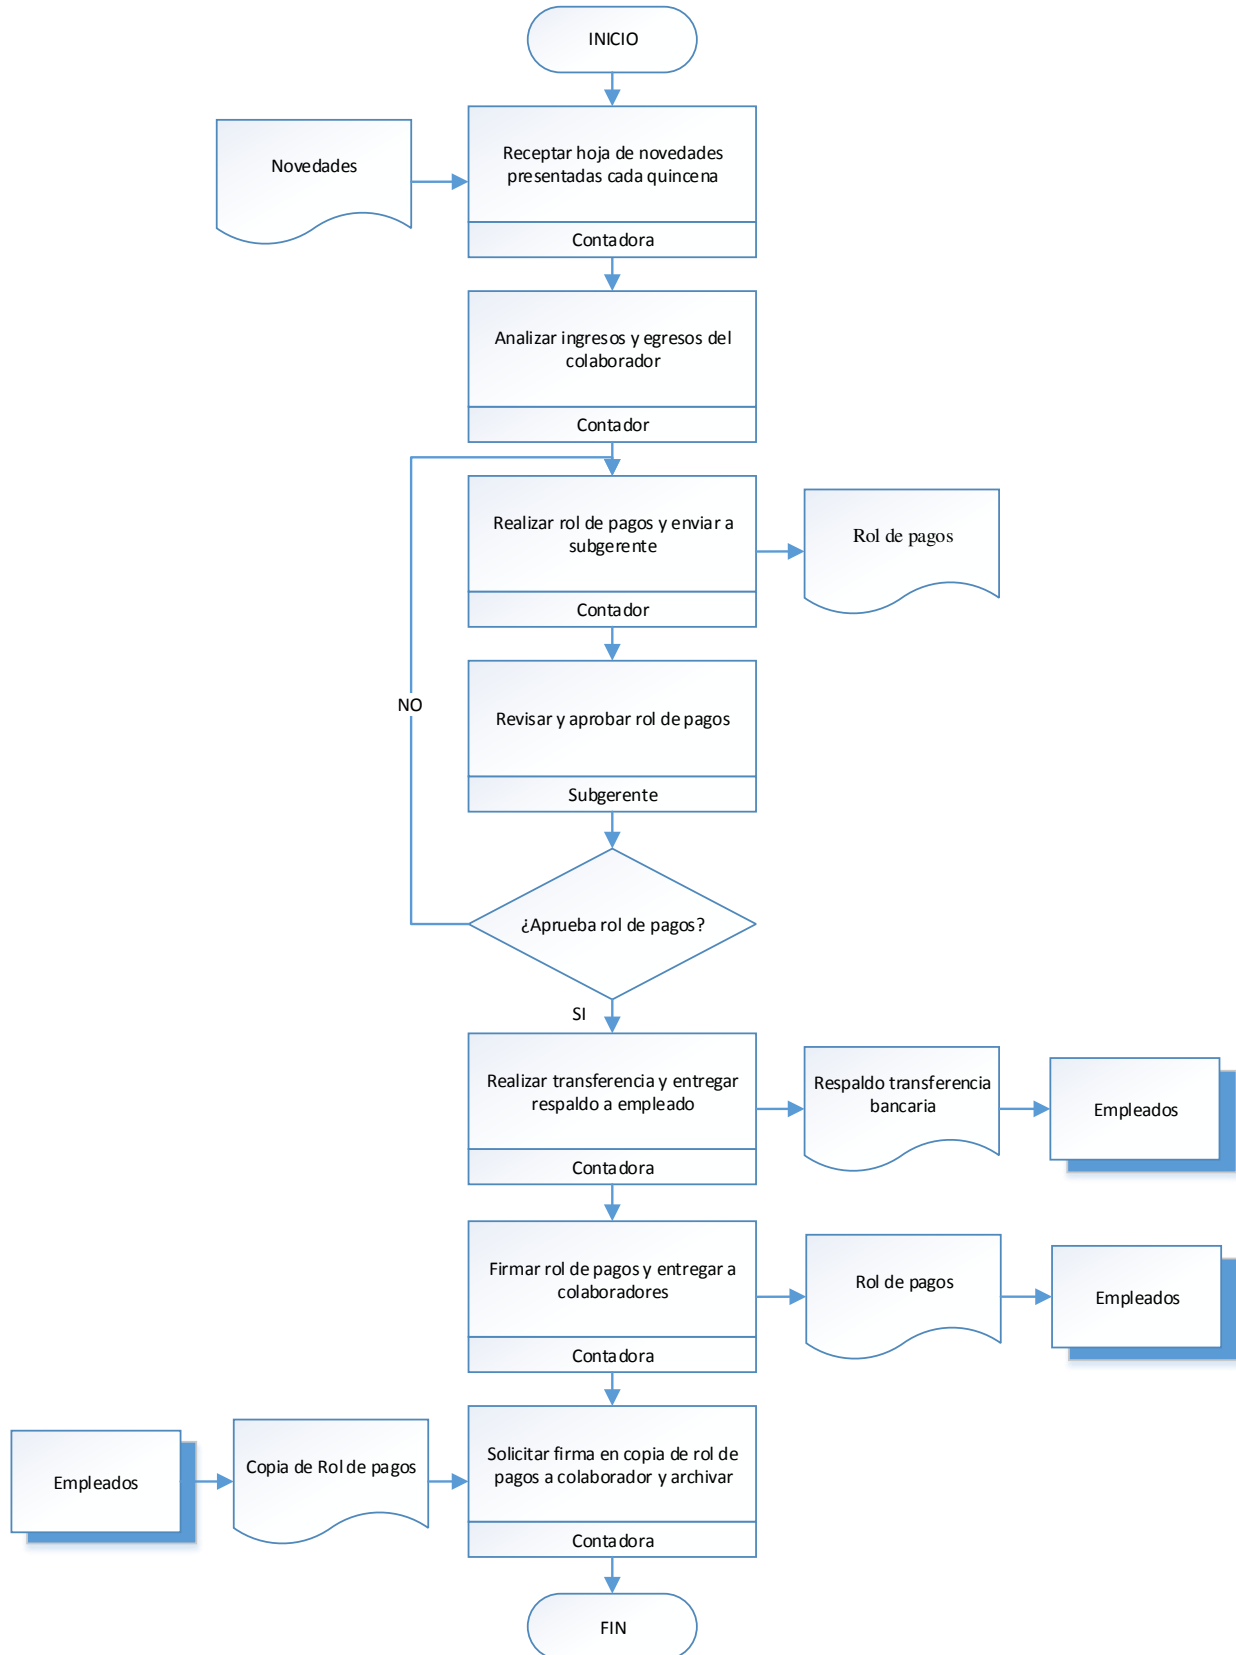 INICIO
Novedades
Receptar hoja de novedades
presentadas cada quincena
Contadora
Analizar ingresos y egresos del
colaborador
Contador
Realizar rol de pagos y enviar a
subgerente
Contador
Rol de pagos
Revisar y aprobar rol de pagos
Subgerente
NO
¿Aprueba rol de pagos?
SI
Realizar transferencia y entregar
respaldo a empleado
Contadora
Respaldo transferencia
bancaria
Empleados
Firmar rol de pagos y entregar a
colaboradores
Contadora
Rol de pagos
Empleados
Empleados
Copia de Rol de pagos
Solicitar firma en copia de rol de
pagos a colaborador y archivar
Contadora
FIN